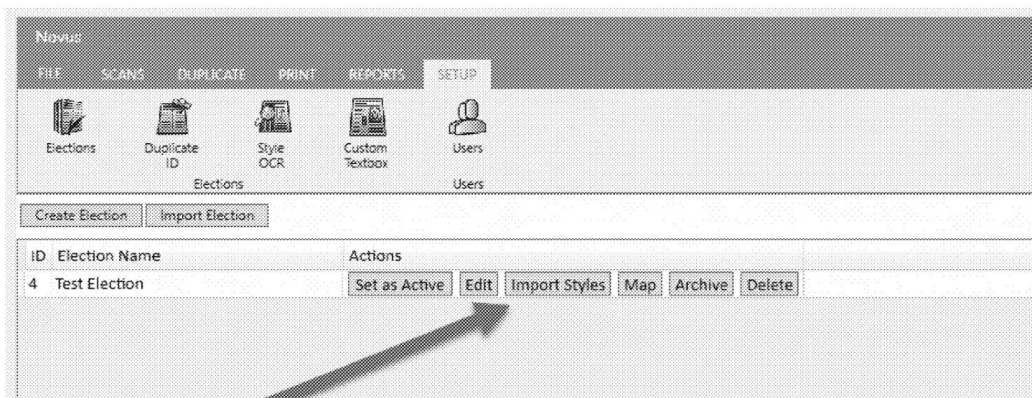 Novus
FILE SCANS DUPLICATE PRINT REPORTS SETUP
Elections Duplicate ID Style OCR Custom Textbox Users
Elections Users
Create Election Import Election
ID Election Name Actions
4 Test Election Set as Active Edit Import Styles Map Archive Delete